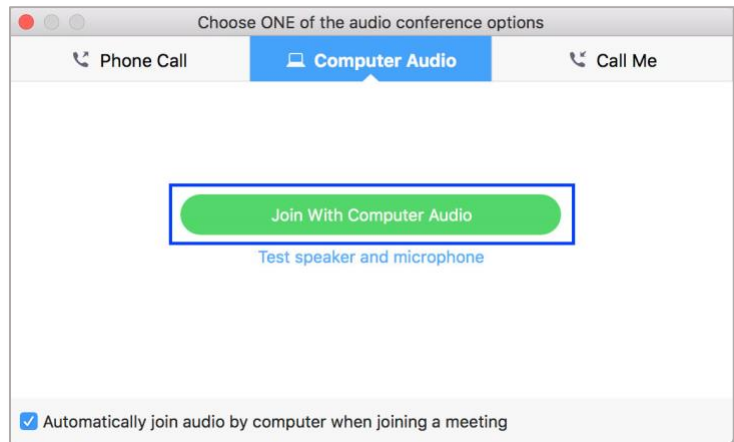 Choose ONE of the audio conference options
Phone Call
Computer Audio
Call Me
Join With Computer Audio
Test speaker and microphone
Automatically join audio by computer when joining a meeting